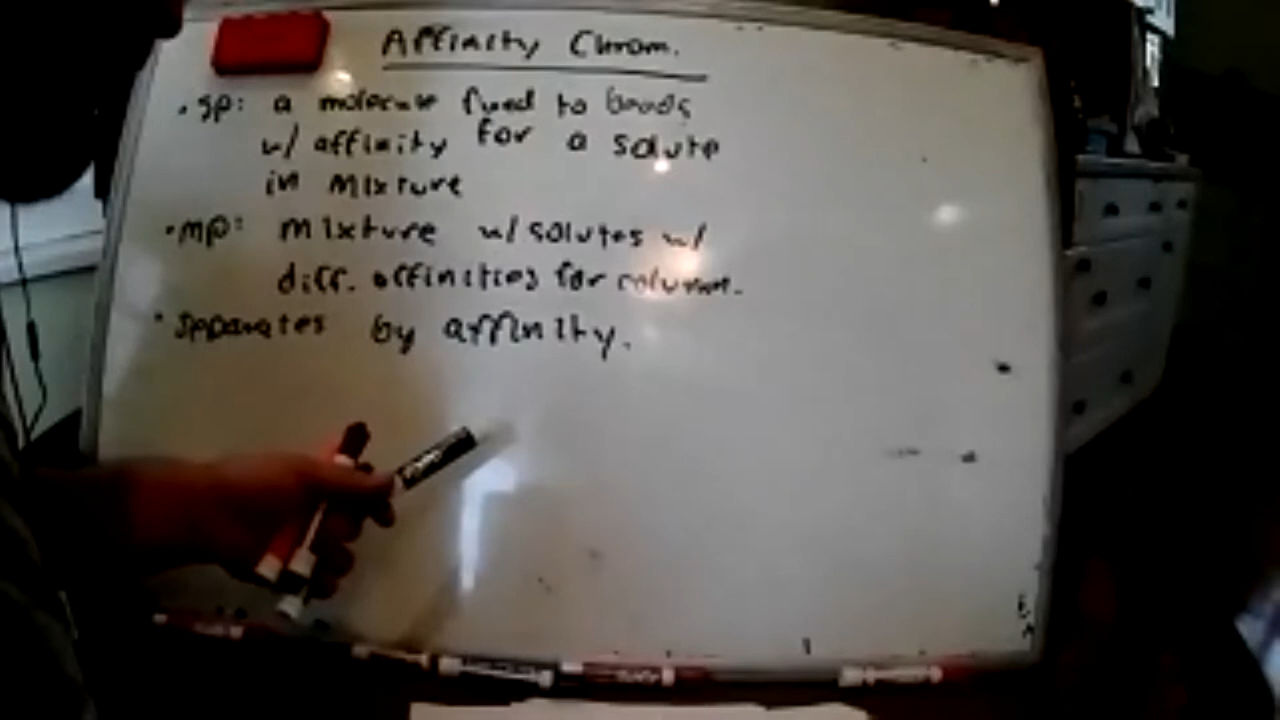 Affinity Chrom.
• sp: a molecule fused to beads
w/ affinity for a solute
in mixture
• mp: mixture w/ solutes w/
diff. affinities for column.
• separates by affinity.